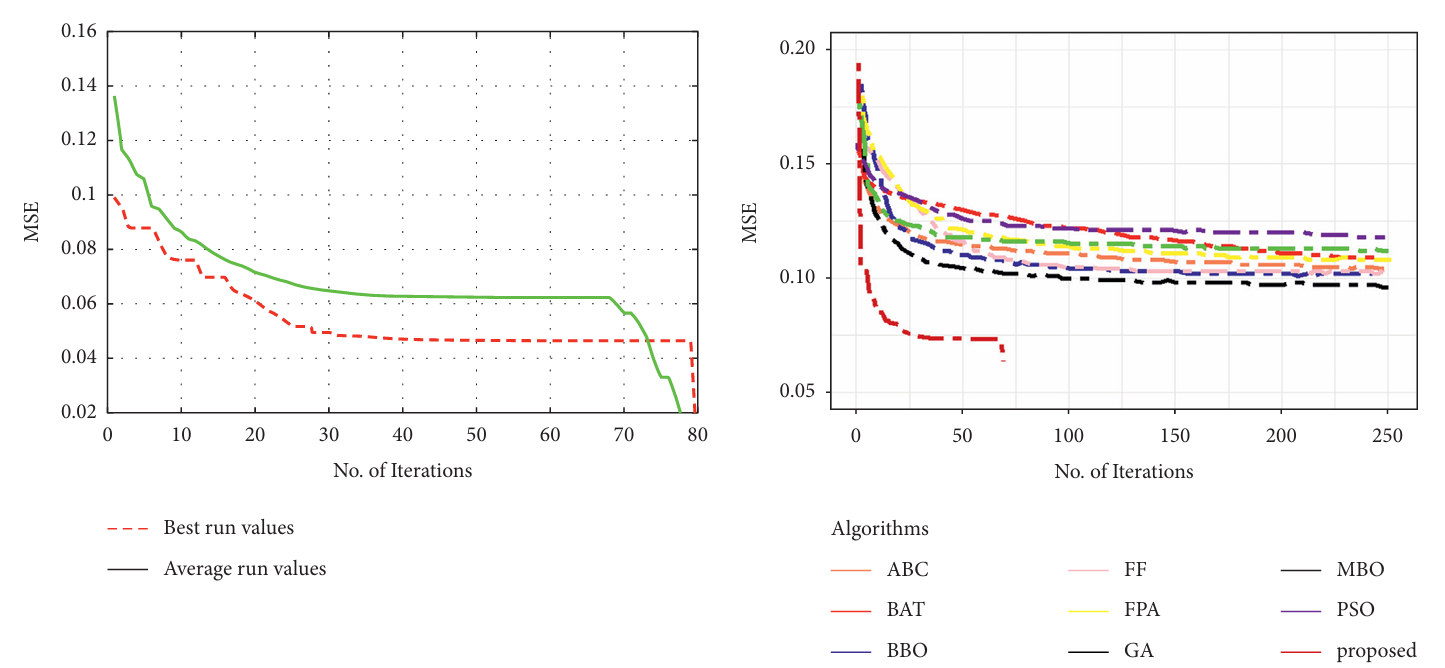 0.16
0.14
0.12
0.1
0.08
0.06
0.04
0.02
MSE
0 10 20 30 40 50 60 70 80
No. of Iterations
Best run values
Average run values
0.20
0.15
0.10
0.05
MSE
0 50 100 150 200 250
No. of Iterations
Algorithms
ABC FF MBO
BAT FPA PSO
BBO GA proposed